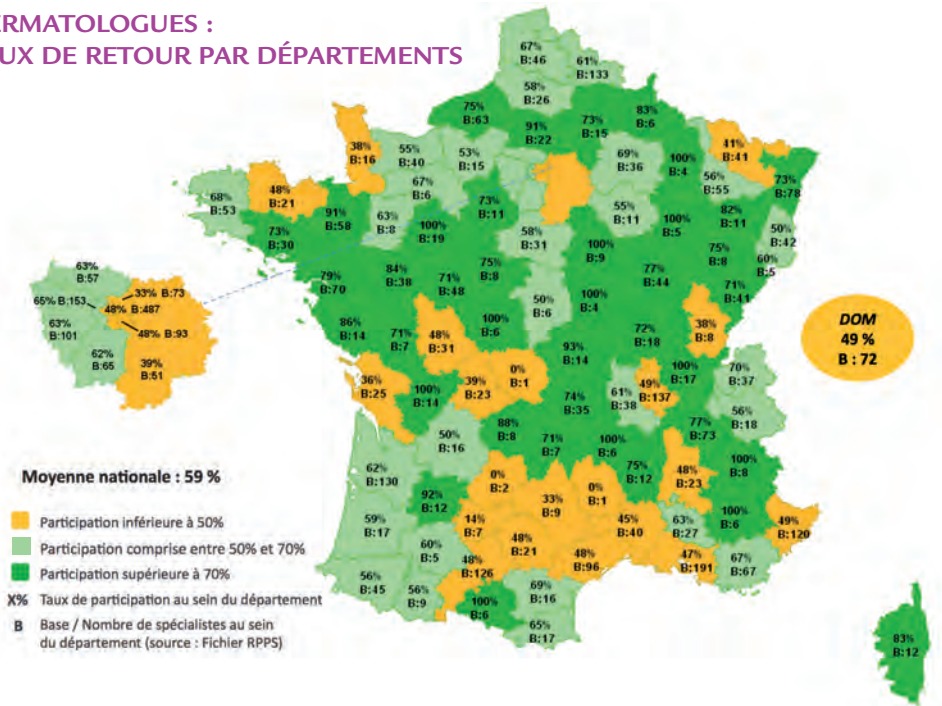 ERMATOLOGUES :
UX DE RETOUR PAR DÉPARTEMENTS
67%
B:46
61%
B:133
58%
B:26
75%
B:63
91%
B:22
73%
B:15
83%
B:6
38%
B:16
55%
B:40
53%
B:15
69%
B:36
100%
B:4
41%
B:41
56%
B:55
73%
B:78
68%
B:53
48%
B:21
67%
B:6
91%
B:58
63%
B:8
73%
B:11
55%
B:11
82%
B:11
73%
B:30
100%
B:19
58%
B:31
100%
B:5
50%
B:42
100%
B:9
75%
B:8
60%
B:5
79%
B:70
84%
B:38
71%
B:48
75%
B:8
77%
B:44
71%
B:41
50%
B:6
100%
B:4
86%
B:14
71%
B:7
48%
B:31
100%
B:6
72%
B:18
38%
B:8
93%
B:14
0%
B:1
36%
B:25
100%
B:14
39%
B:23
74%
B:35
61%
B:38
49%
B:137
100%
B:17
70%
B:37
56%
B:18
50%
B:16
88%
B:8
71%
B:7
100%
B:6
77%
B:73
75%
B:12
48%
B:23
100%
B:8
62%
B:130
92%
B:12
0%
B:2
33%
B:9
0%
B:1
100%
B:6
59%
B:17
14%
B:7
45%
B:40
63%
B:27
49%
B:120
60%
B:5
48%
B:21
48%
B:96
47%
B:191
67%
B:67
56%
B:45
56%
B:9
48%
B:126
100%
B:6
69%
B:16
65%
B:17
83%
B:12
63%
B:57
33% B:73
65% B:153
48% B:487
63%
B:101
48% B:93
62%
B:65
39%
B:51
DOM
49 %
B : 72
Moyenne nationale : 59 %
Participation inférieure à 50%
Participation comprise entre 50% et 70%
Participation supérieure à 70%
X% Taux de participation au sein du département
B Base / Nombre de spécialistes au sein
du département (source : Fichier RPPS)